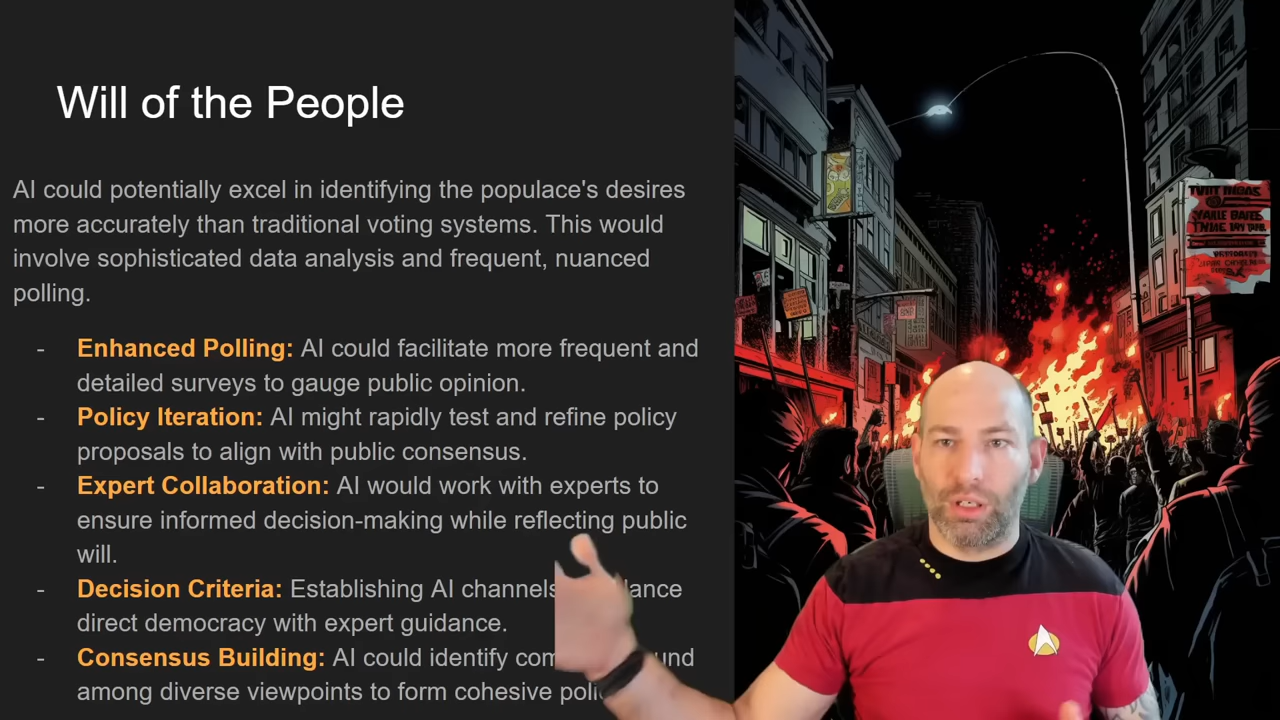 Will of the People
AI could potentially excel in identifying the populace's desires
more accurately than traditional voting systems. This would
involve sophisticated data analysis and frequent, nuanced
polling.
- Enhanced Polling: AI could facilitate more frequent and
detailed surveys to gauge public opinion.
- Policy Iteration: AI might rapidly test and refine policy
proposals to align with public consensus.
- Expert Collaboration: AI would work with experts to
ensure informed decision-making while reflecting public
will.
- Decision Criteria: Establishing AI channels
direct democracy with expert guidance.
- Consensus Building: AI could identify
among diverse viewpoints to form cohesive